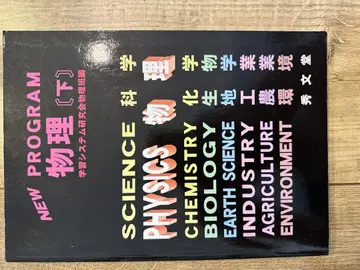 NEW PROGRAM
物理〔下〕
学習システム研究会物理班編
SCIENCE 科学
PHYSICS 物理
CHEMISTRY 化学
BIOLOGY 生物
EARTH SCIENCE 地学
INDUSTRY 工業
AGRICULTURE 農業
ENVIRONMENT 環境
秀文堂